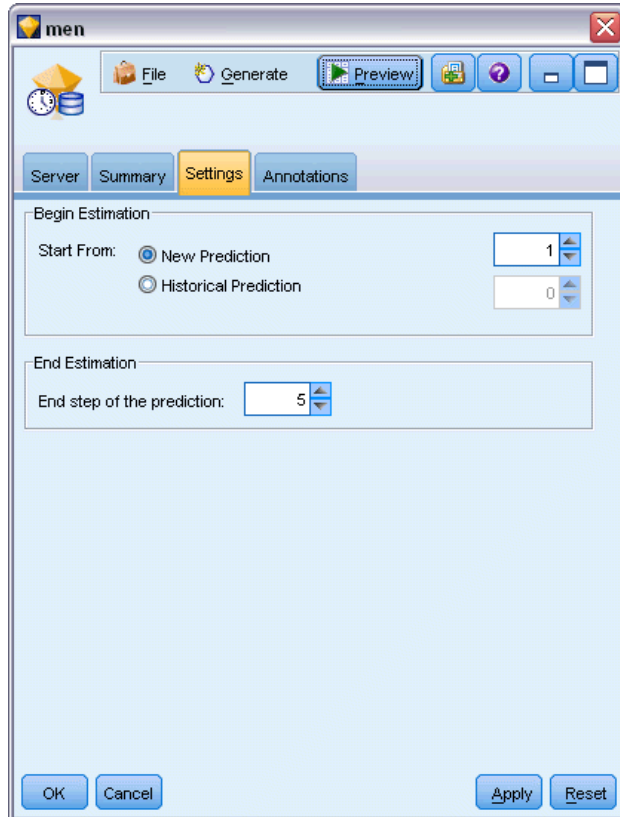 men
File Generate Preview
Server Summary Settings Annotations
Begin Estimation
Start From: New Prediction 1
Historical Prediction 0
End Estimation
End step of the prediction: 5
OK Cancel Apply Reset